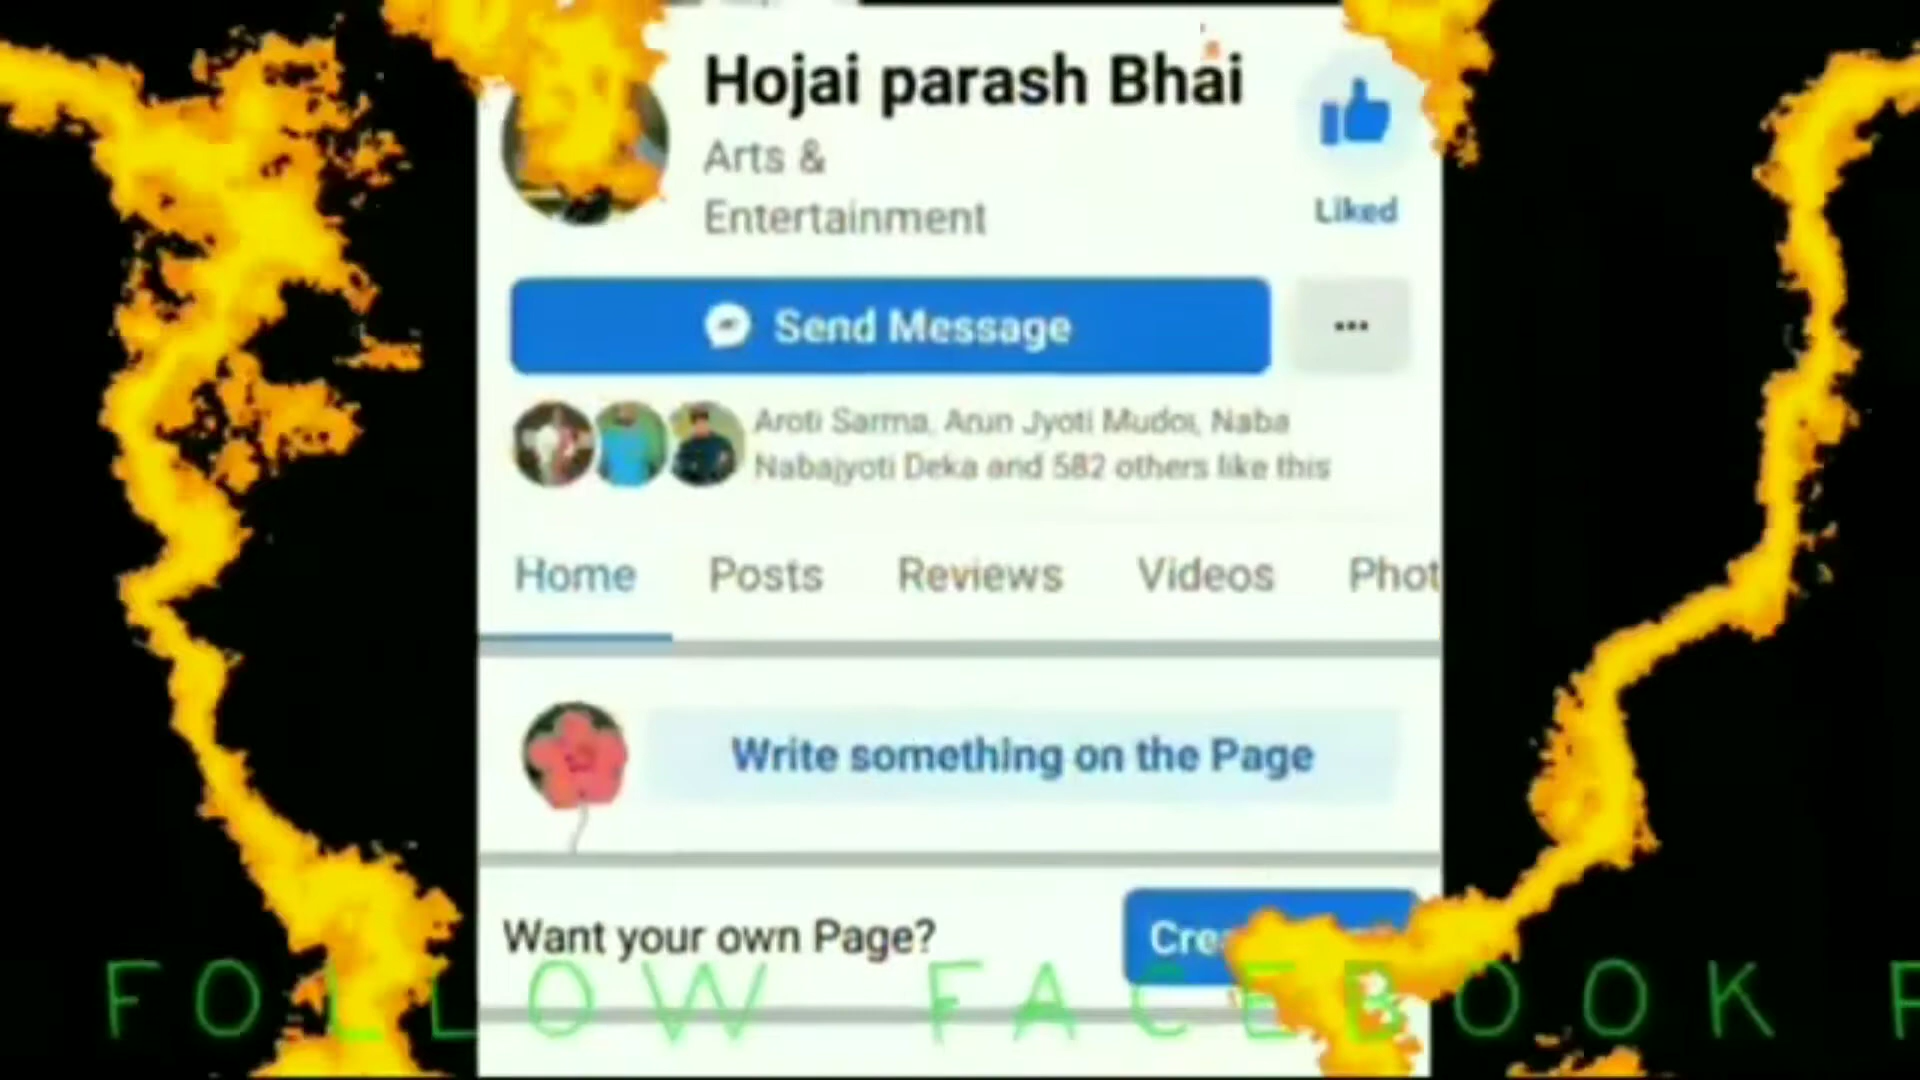 Hojai parash Bhai
Arts &
Entertainment
Liked
Send Message
Aroti Sarma, Arun Jyoti Mudoi, Naba
Nabajyoti Deka and 582 others like this
Home Posts Reviews Videos Phot
Write something on the Page
Want your own Page?
FOLLOW FACEBOOK